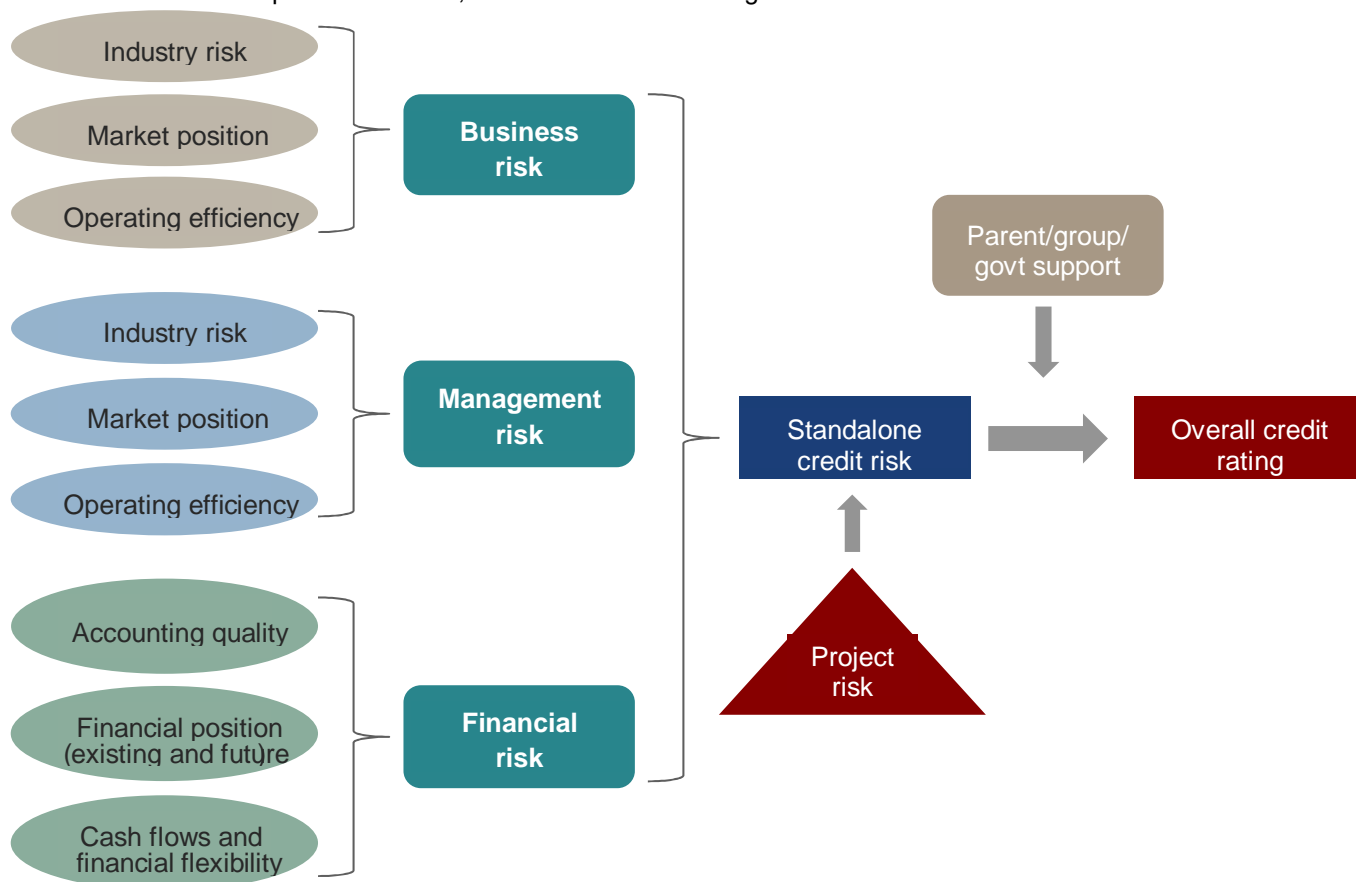 Industry risk
Market position
Operating efficiency
Business
risk
Industry risk
Market position
Operating efficiency
Management
risk
Accounting quality
Financial position
(existing and future)
Cash flows and
financial flexibility
Financial
risk
Parent/group/
govt support
Standalone
credit risk
Project
risk
Overall credit
rating